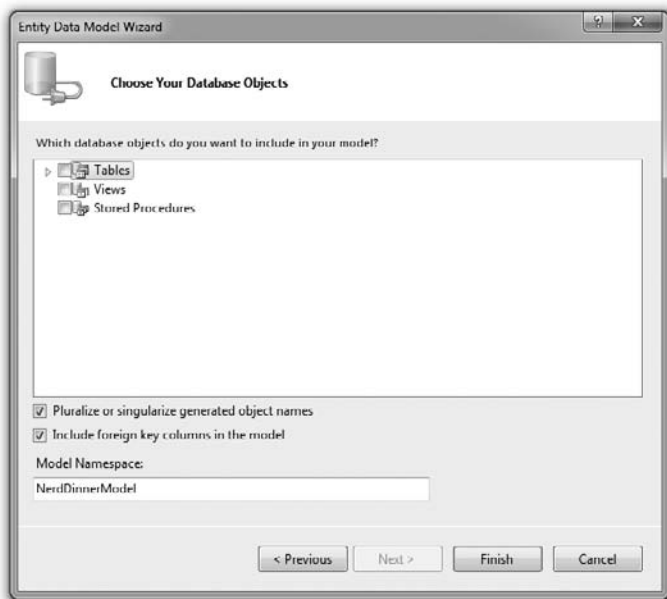 Entity Data Model Wizard
Choose Your Database Objects
Which database objects do you want to include in your model?
Tables
Views
Stored Procedures
Pluralize or singularize generated object names
Include foreign key columns in the model
Model Namespace:
NerdDinnerModel
< Previous Next > Finish Cancel